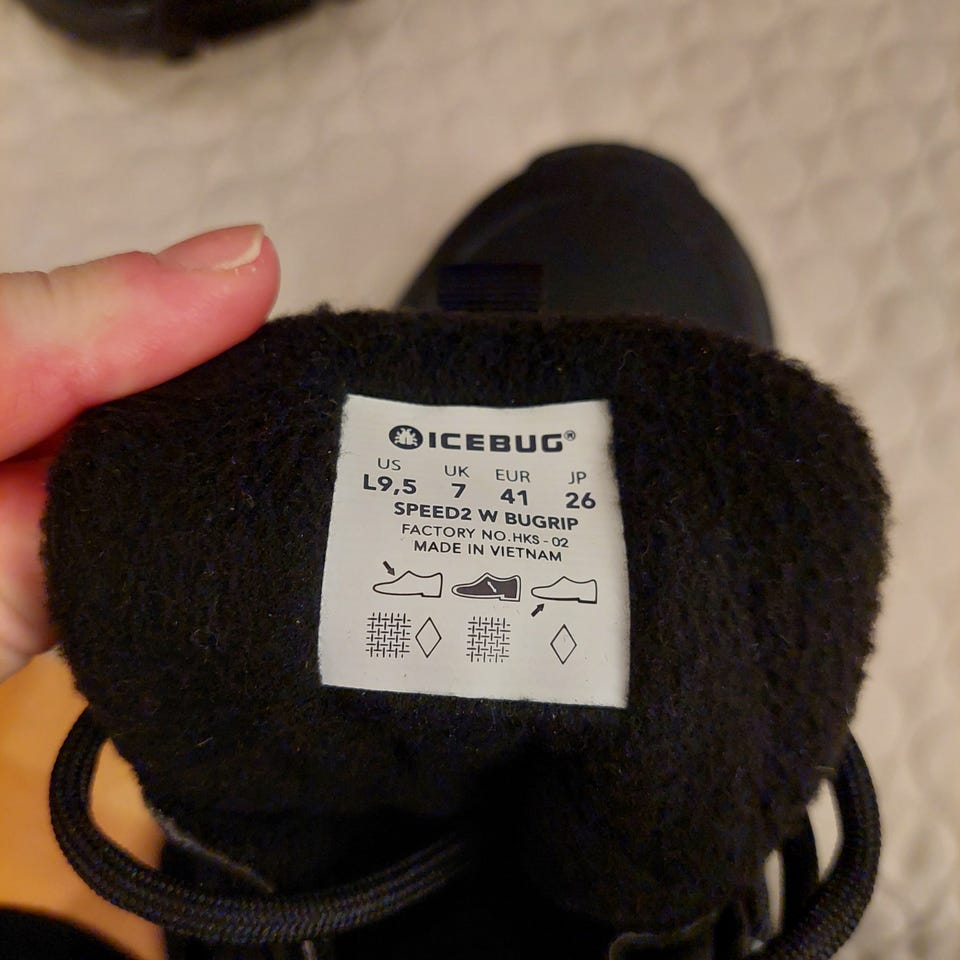 ICEBUG®
US UK EUR JP
L9,5 7 41 26
SPEED2 W BUGRIP
FACTORY NO.HKS-02
MADE IN VIETNAM